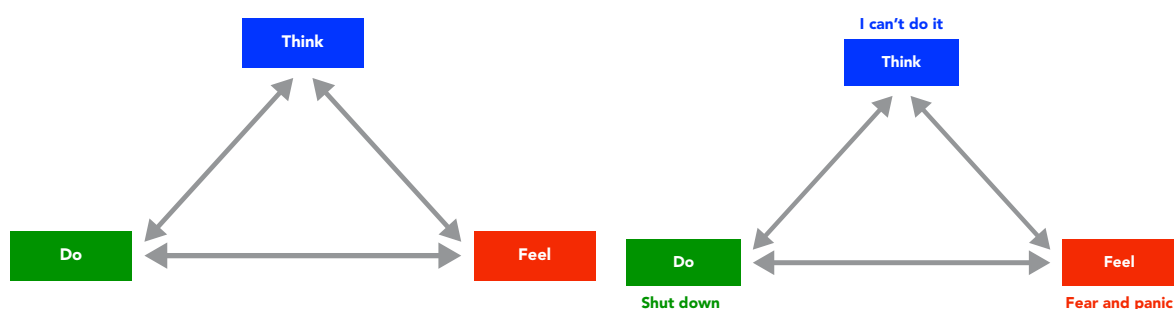 Think
Do
Feel
I can't do it
Think
Do
Feel
Shut down
Fear and panic